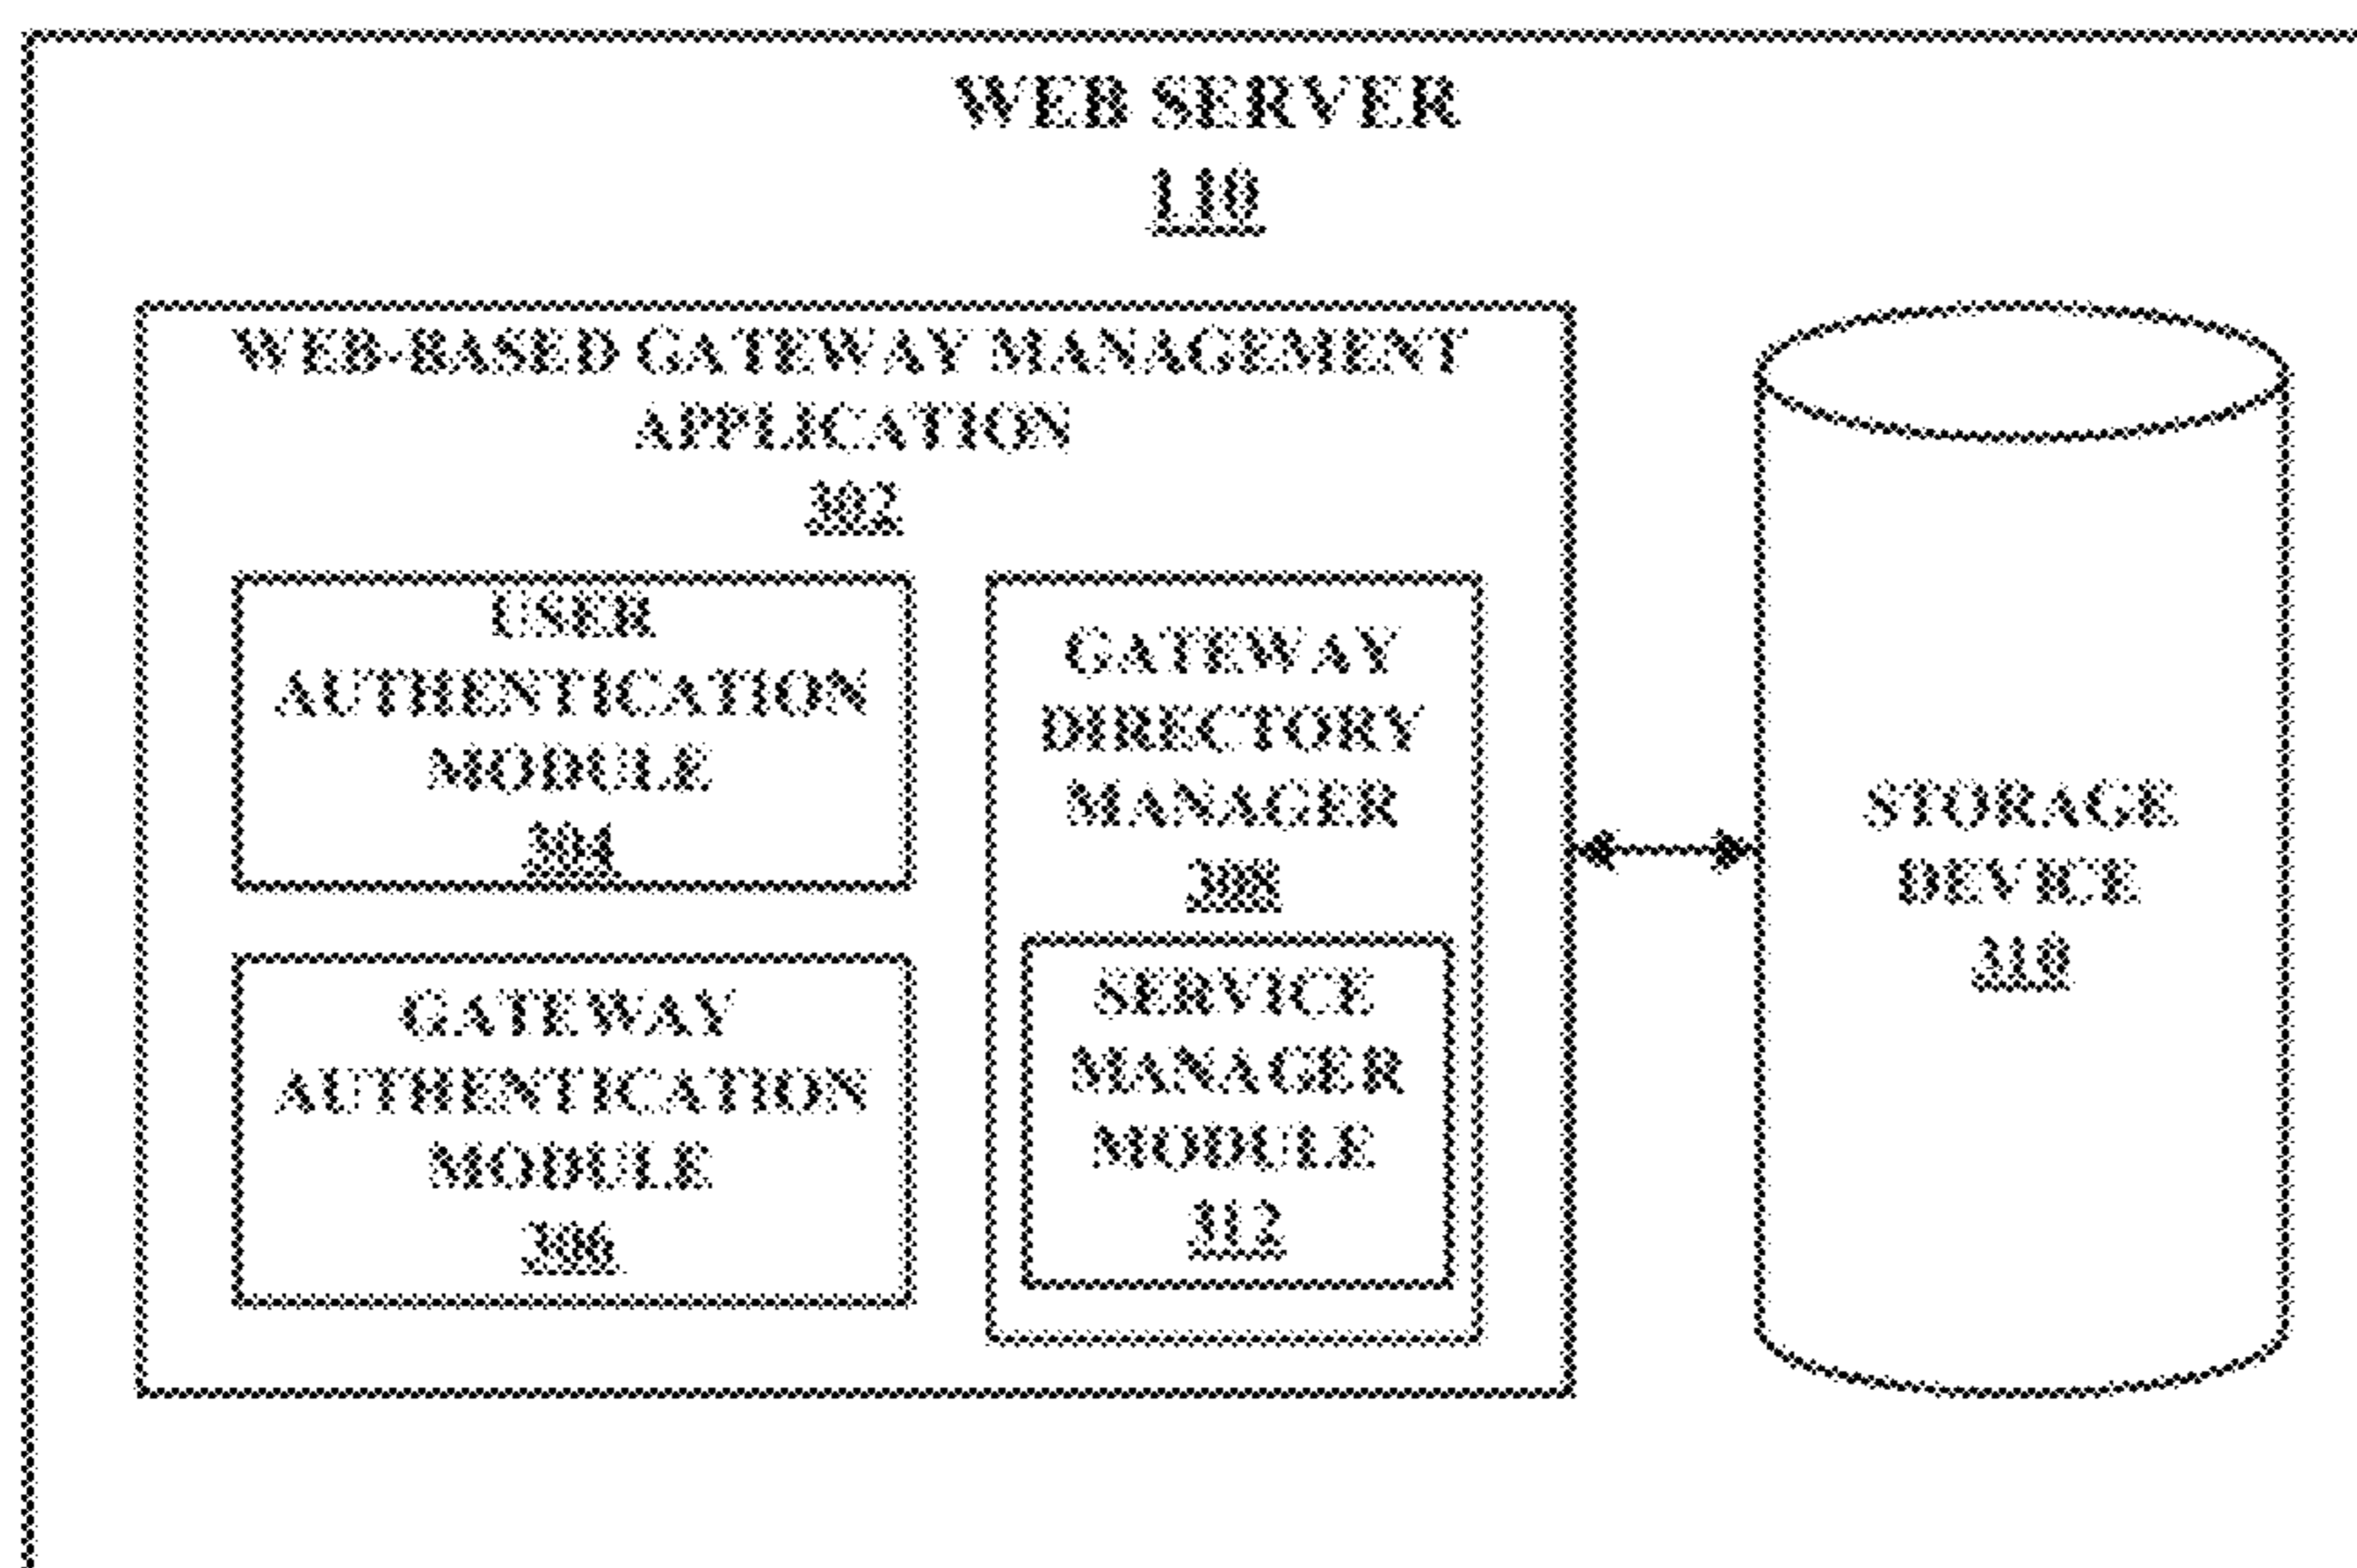 WEB SERVER
110
WEB-BASED GATEWAY MANAGEMENT
APPLICATION
302
USER
AUTHENTICATION
MODULE
304
GATEWAY
AUTHENTICATION
MODULE
306
GATEWAY
DIRECTORY
MANAGER
308
SERVICE
MANAGER
MODULE
312
STORAGE
DEVICE
310